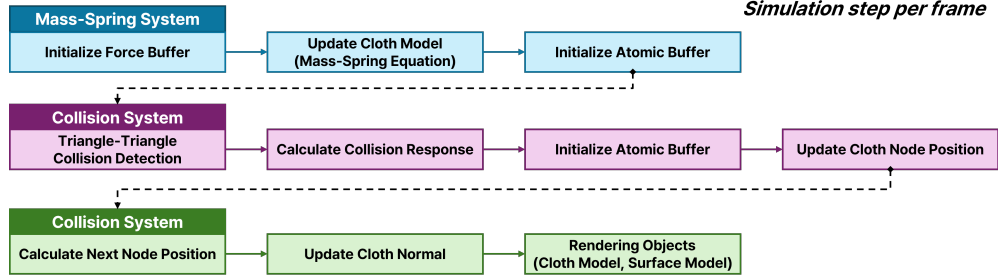 Simulation step per frame
Mass-Spring System
Initialize Force Buffer
Update Cloth Model
(Mass-Spring Equation)
Initialize Atomic Buffer
Collision System
Triangle-Triangle
Collision Detection
Calculate Collision Response
Initialize Atomic Buffer
Update Cloth Node Position
Collision System
Calculate Next Node Position
Update Cloth Normal
Rendering Objects
(Cloth Model, Surface Model)